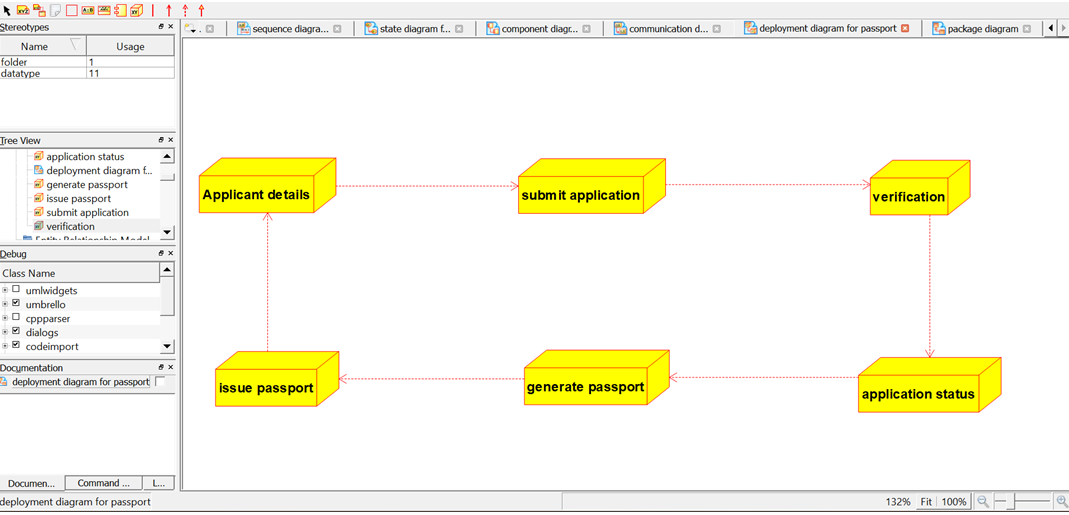 XYZ
A:B
Stereotypes
sequence diagra...
state diagram f...
component diagr...
communication d...
deployment diagram for passport
package diagram
Name
Usage
folder
1
datatype
11
Tree View
application status
deployment diagram f...
generate passport
issue passport
submit application
verification
Debug
Class Name
umlwidgets
umbrello
cppparser
dialogs
codeimport
Documentation
deployment diagram for passport
Applicant details
submit application
verification
issue passport
generate passport
application status
Documen...
Command ...
L...
deployment diagram for passport
132%
Fit
100%